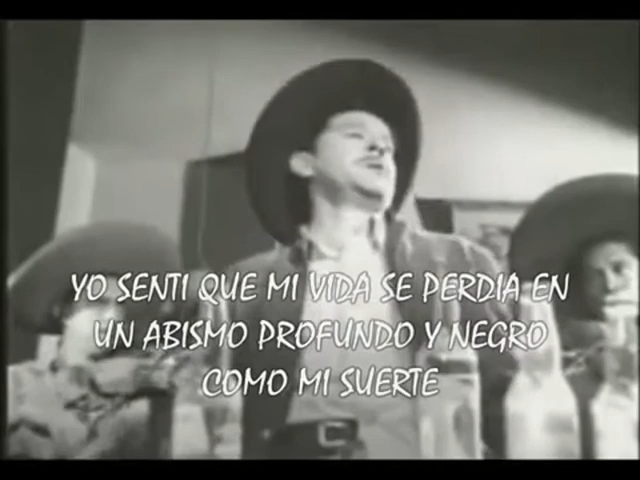 YO SENTI QUE MI VIDA SE PERDIA EN
UN ABISMO PROFUNDO Y NEGRO
COMO MI SUERTE